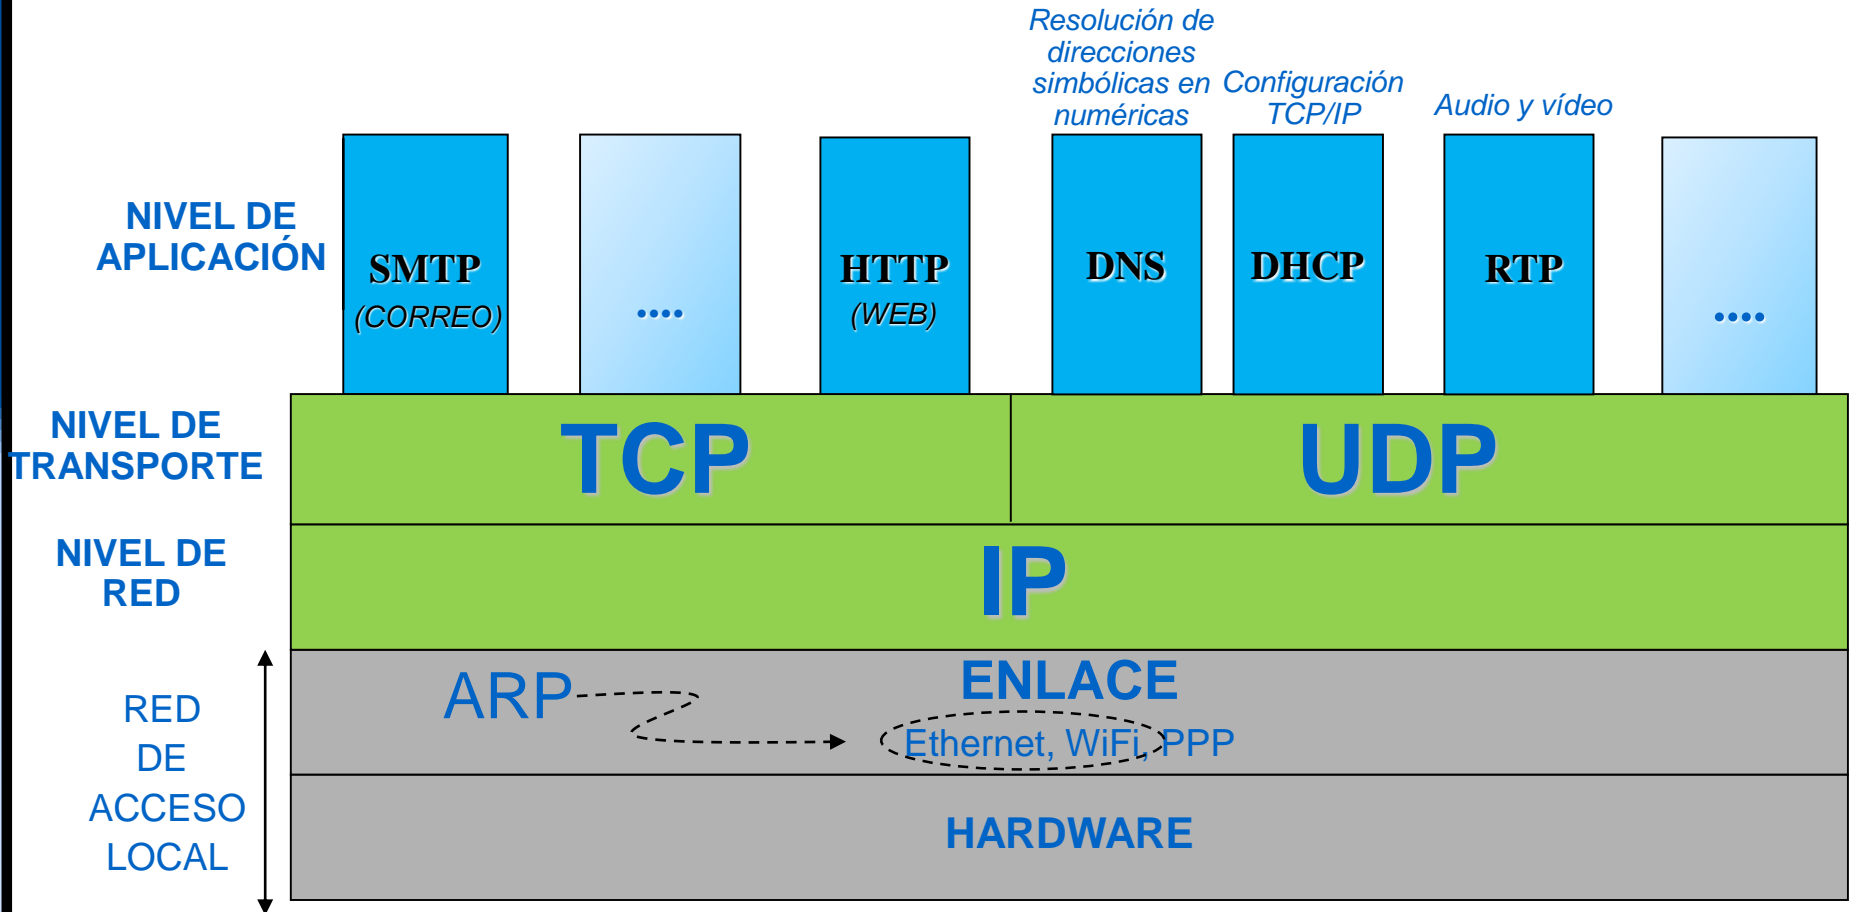 Resolución de
direcciones
simbólicas en
numéricas
Configuración
TCP/IP
Audio y vídeo
NIVEL DE
APLICACIÓN
SMTP
(CORREO)
....
HTTP
(WEB)
DNS
DHCP
RTP
....
NIVEL DE
TRANSPORTE
TCP
UDP
NIVEL DE
RED
IP
RED
DE
ACCESO
LOCAL
ARP
ENLACE
Ethernet, WiFi, PPP
HARDWARE